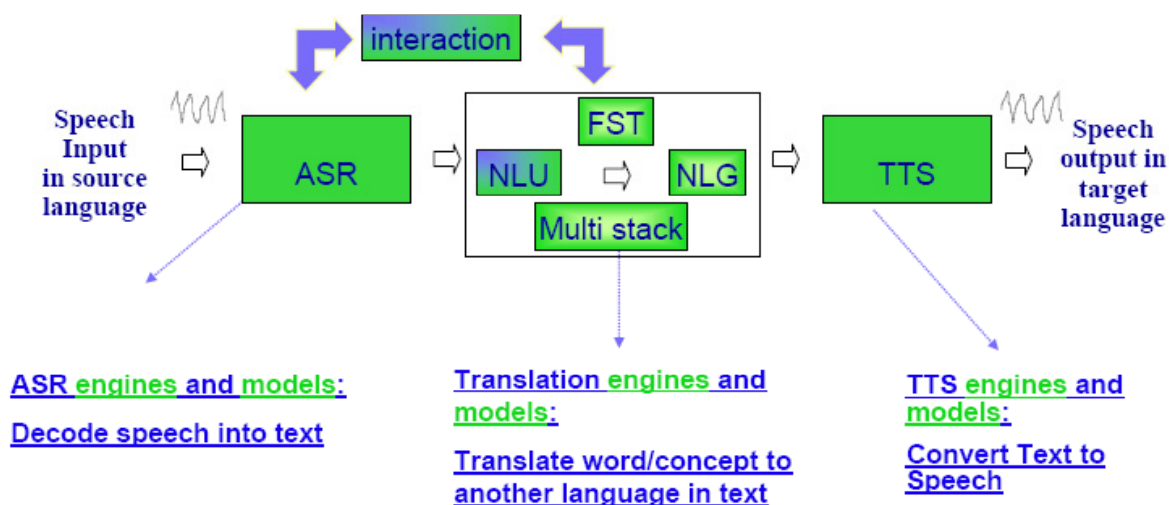 interaction
Speech
Input
in source
language
ASR
FST
NLU
NLG
Multi stack
TTS
Speech
output in
target
language
ASR engines and models:
Decode speech into text
Translation engines and
models:
Translate word/concept to
another language in text
TTS engines and
models:
Convert Text to
Speech